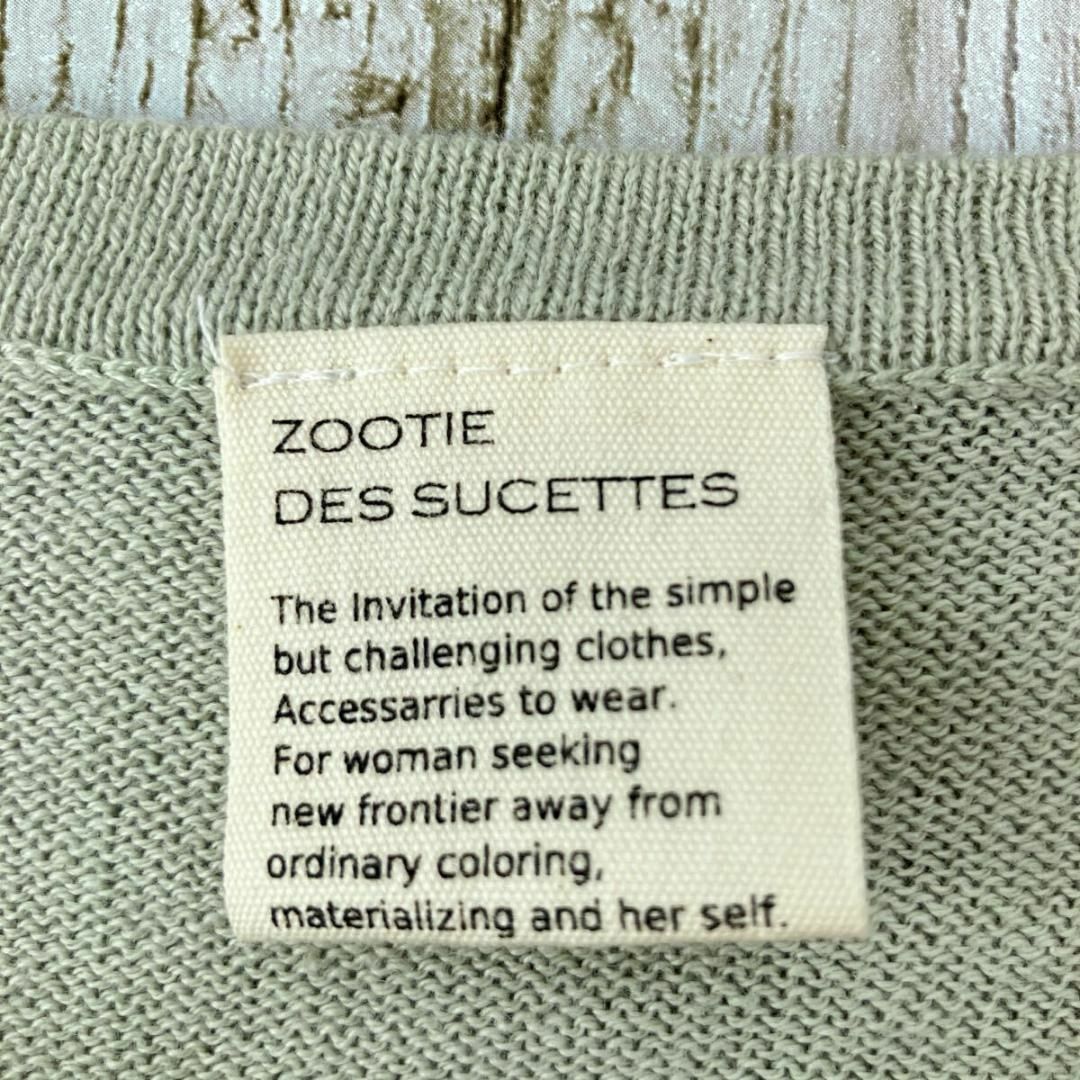 ZOOTIE
DES SUCETTES
The Invitation of the simple
but challenging clothes,
Accessarries to wear.
For woman seeking
new frontier away from
ordinary coloring,
materializing and her self.